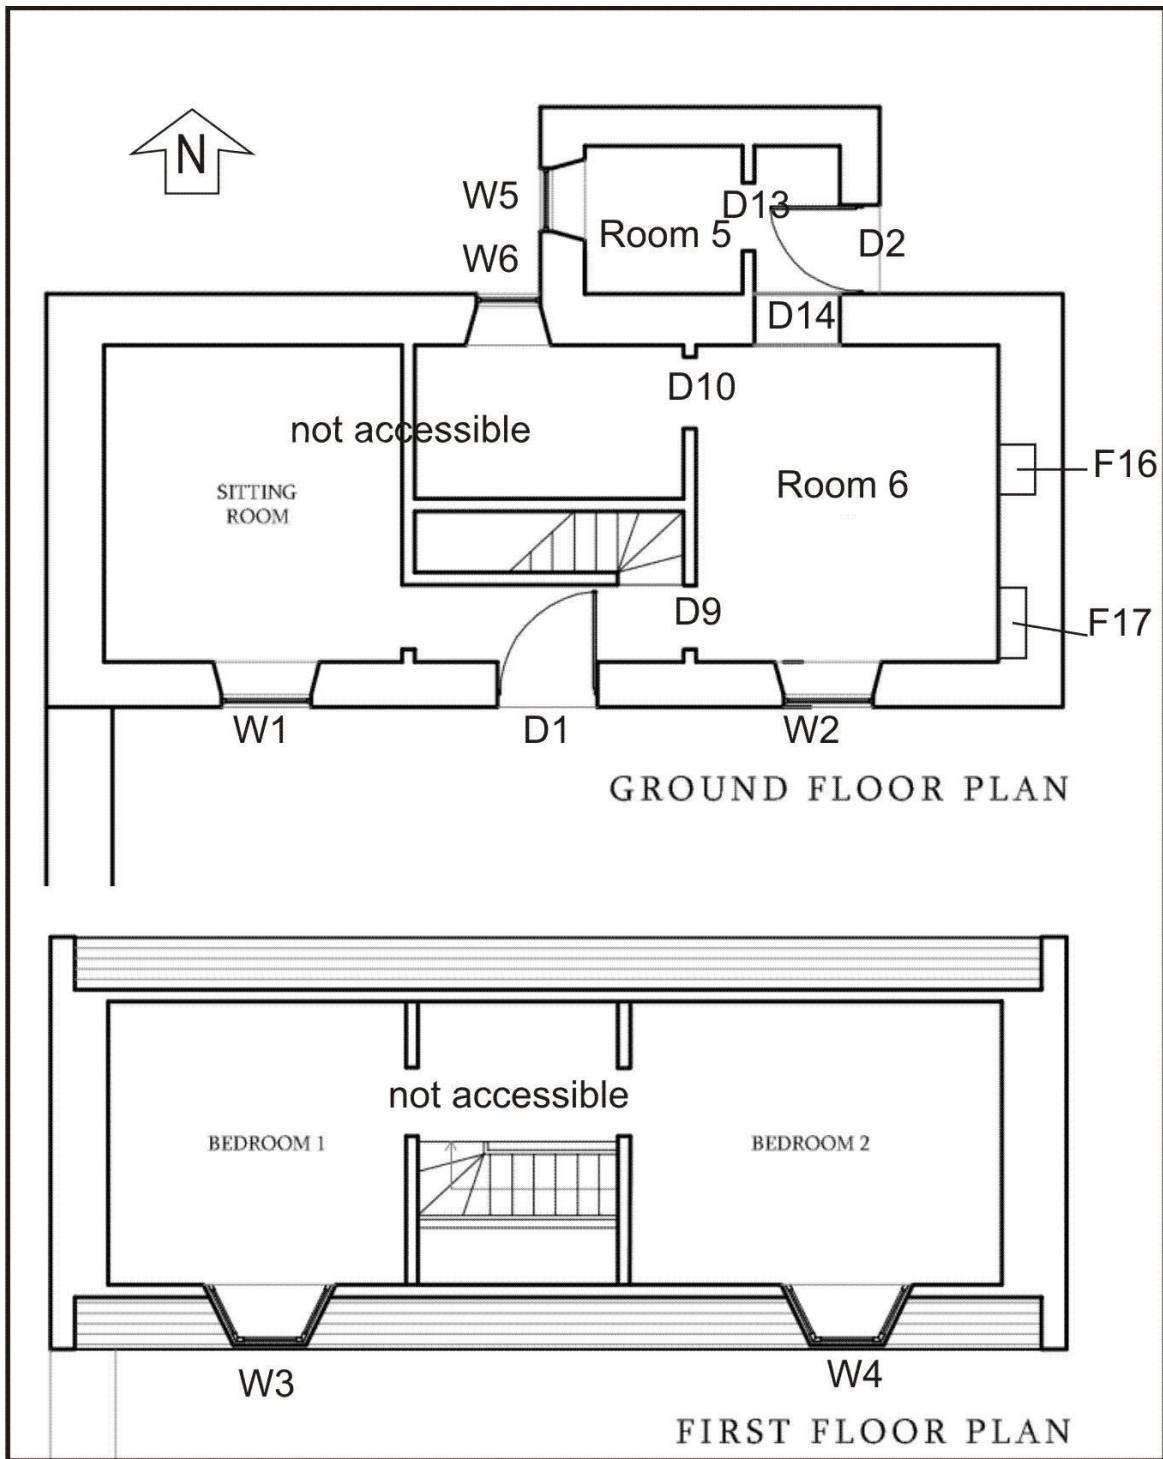 N
W5
D13
Room 5
D2
W6
D14
D10
not accessible
F16
Room 6
SITTING
ROOM
D9
F17
W1
D1
W2
GROUND FLOOR PLAN
not accessible
BEDROOM 1
BEDROOM 2
W3
W4
FIRST FLOOR PLAN